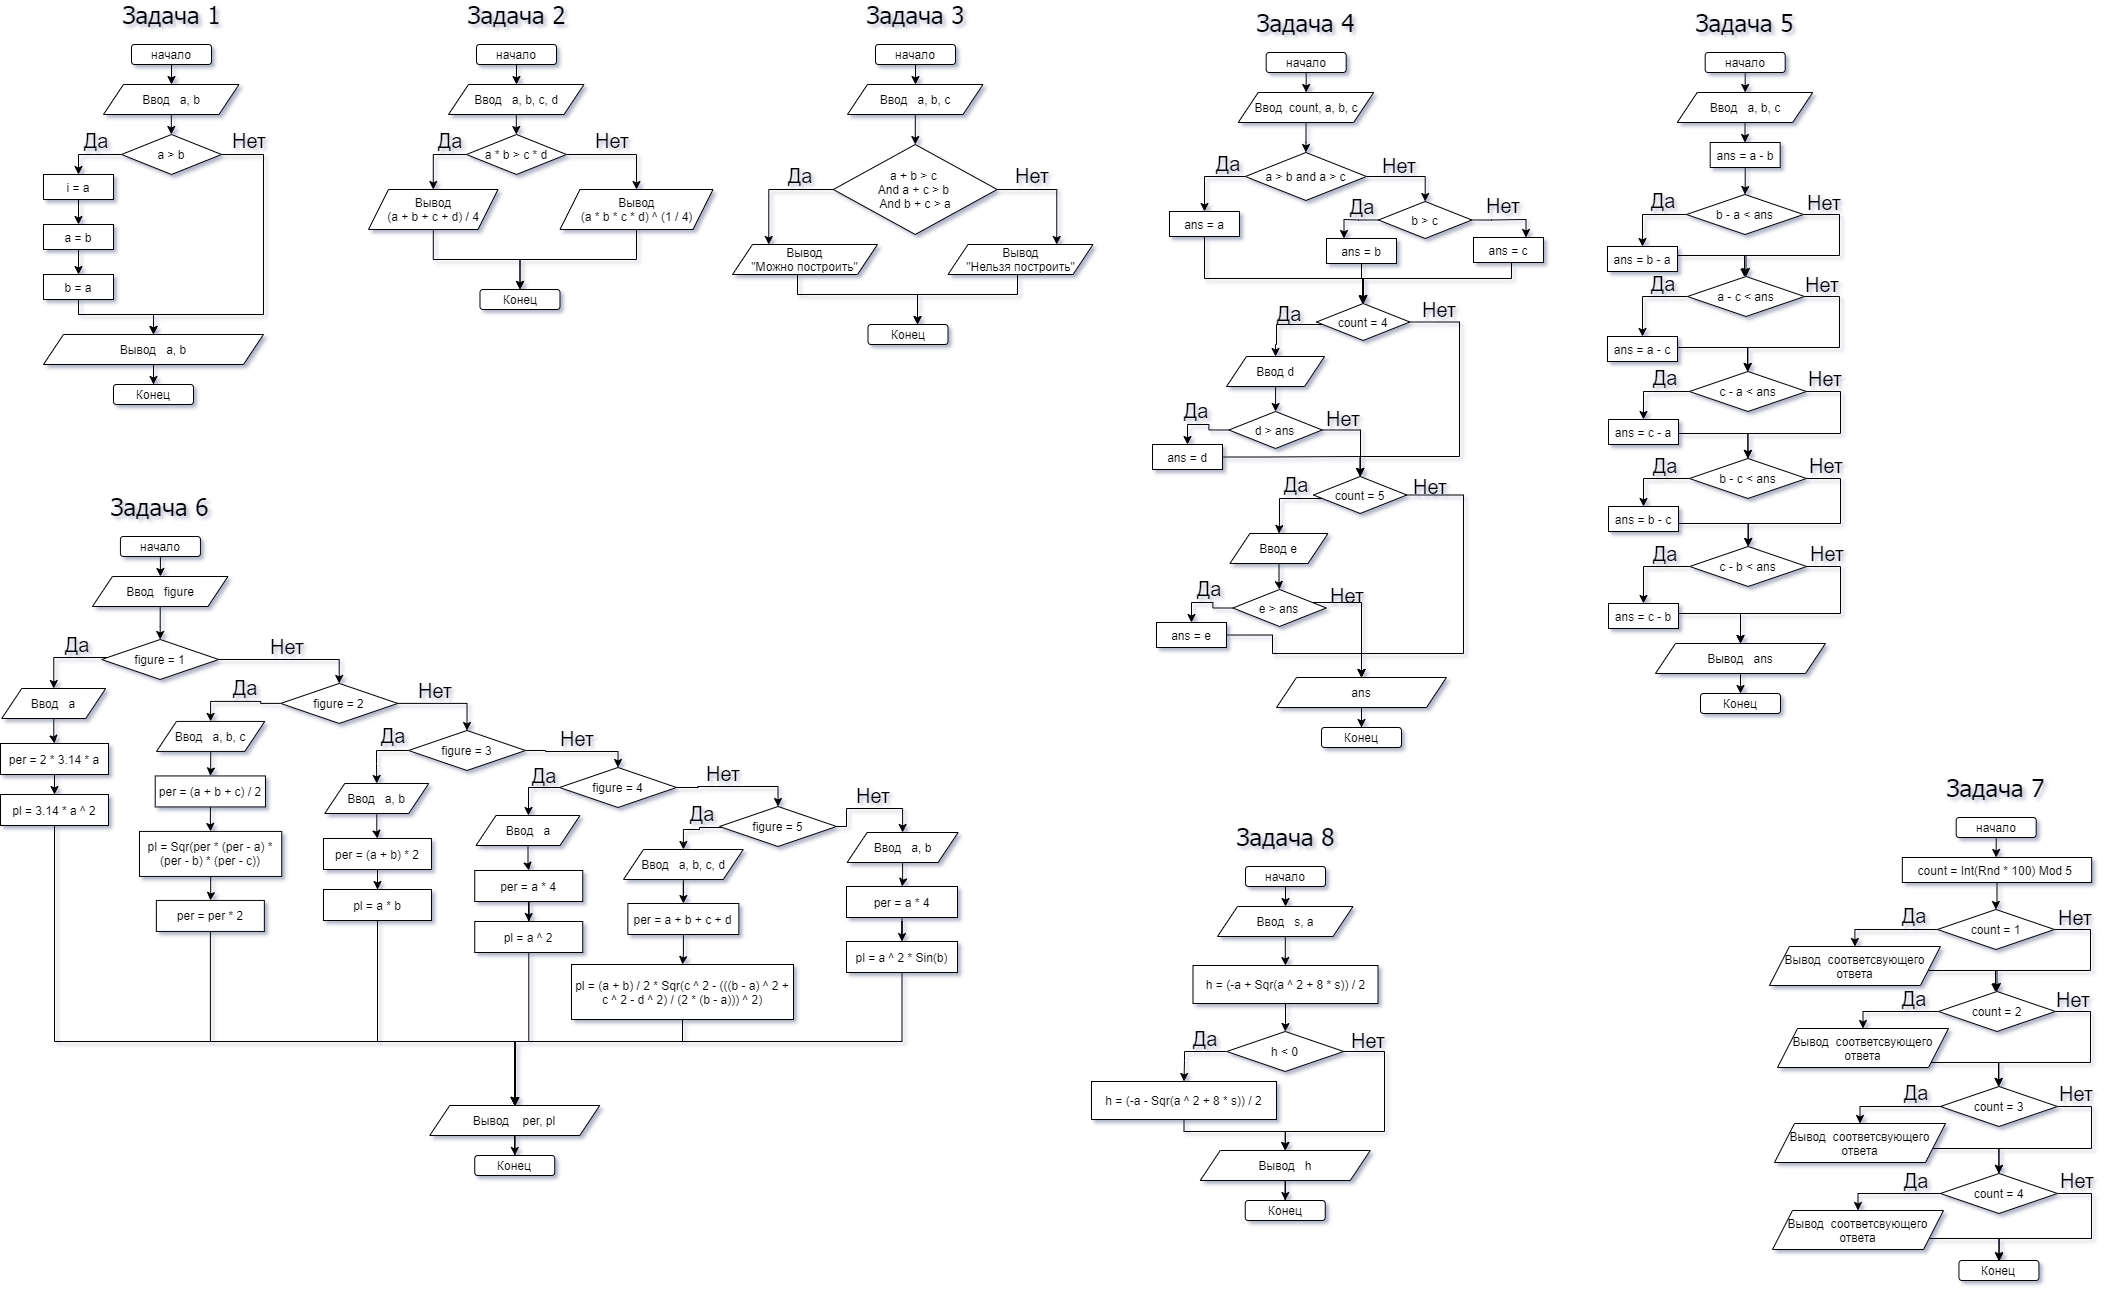 Задача 1
начало
Ввод a, b
Да
Нет
a > b
i = a
a = b
b = a
Вывод a, b
Конец
Задача 2
начало
Ввод a, b, c, d
Да
Нет
a * b > c * d
Вывод
(a + b + c + d) / 4
Вывод
(a * b * c * d) ^ (1 / 4)
Конец
Задача 3
начало
Ввод a, b, c
Да
Нет
a + b > c
And a + c > b
And b + c > a
Вывод
"Можно построить"
Вывод
"Нельзя построить"
Конец
Задача 4
начало
Ввод count, a, b, c
Да
Нет
a > b and a > c
ans = a
Да
Нет
b > c
ans = b
ans = c
Да
Нет
count = 4
Ввод d
Да
Нет
d > ans
ans = d
Да
Нет
count = 5
Ввод e
Да
Нет
e > ans
ans = e
ans
Конец
Задача 5
начало
Ввод a, b, c
ans = a - b
Да
Нет
b - a < ans
ans = b - a
Да
Нет
a - c < ans
ans = a - c
Да
Нет
c - a < ans
ans = c - a
Да
Нет
b - c < ans
ans = b - c
Да
Нет
c - b < ans
ans = c - b
Вывод ans
Конец
Задача 6
начало
Ввод figure
Да
Нет
figure = 1
Ввод a
per = 2 * 3.14 * a
pl = 3.14 * a ^ 2
Да
Нет
figure = 2
Ввод a, b, c
per = (a + b + c) / 2
pl = Sqr(per * (per - a) *
(per - b) * (per - c))
per = per * 2
Да
Нет
figure = 3
Ввод a, b
per = (a + b) * 2
pl = a * b
Да
Нет
figure = 4
Ввод a
per = a * 4
pl = a ^ 2
Да
Нет
figure = 5
Ввод a, b, c, d
per = a + b + c + d
pl = (a + b) / 2 * Sqr(c ^ 2 - (((b - a) ^ 2 +
c ^ 2 - d ^ 2) / (2 * (b - a))) ^ 2)
Ввод a, b
per = a * 4
pl = a ^ 2 * Sin(b)
Вывод per, pl
Конец
Задача 8
начало
Ввод s, a
h = (-a + Sqr(a ^ 2 + 8 * s)) / 2
Да
Нет
h < 0
h = (-a - Sqr(a ^ 2 + 8 * s)) / 2
Вывод h
Конец
Задача 7
начало
count = Int(Rnd * 100) Mod 5
Да
Нет
count = 1
Вывод соответсвующего
ответа
Да
Нет
count = 2
Вывод соответсвующего
ответа
Да
Нет
count = 3
Вывод соответсвующего
ответа
Да
Нет
count = 4
Вывод соответсвующего
ответа
Конец